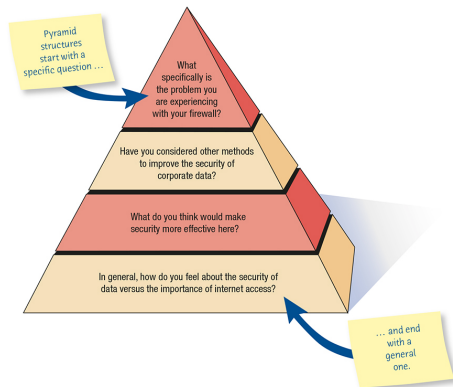 Pyramid
structures
start with a
specific question ...
What
specifically is
the problem you
are experiencing
with your firewall?
Have you considered other methods
to improve the security of
corporate data?
What do you think would make
security more effective here?
In general, how do you feel about the security of
data versus the importance of internet access?
... and end
with a
general
one.